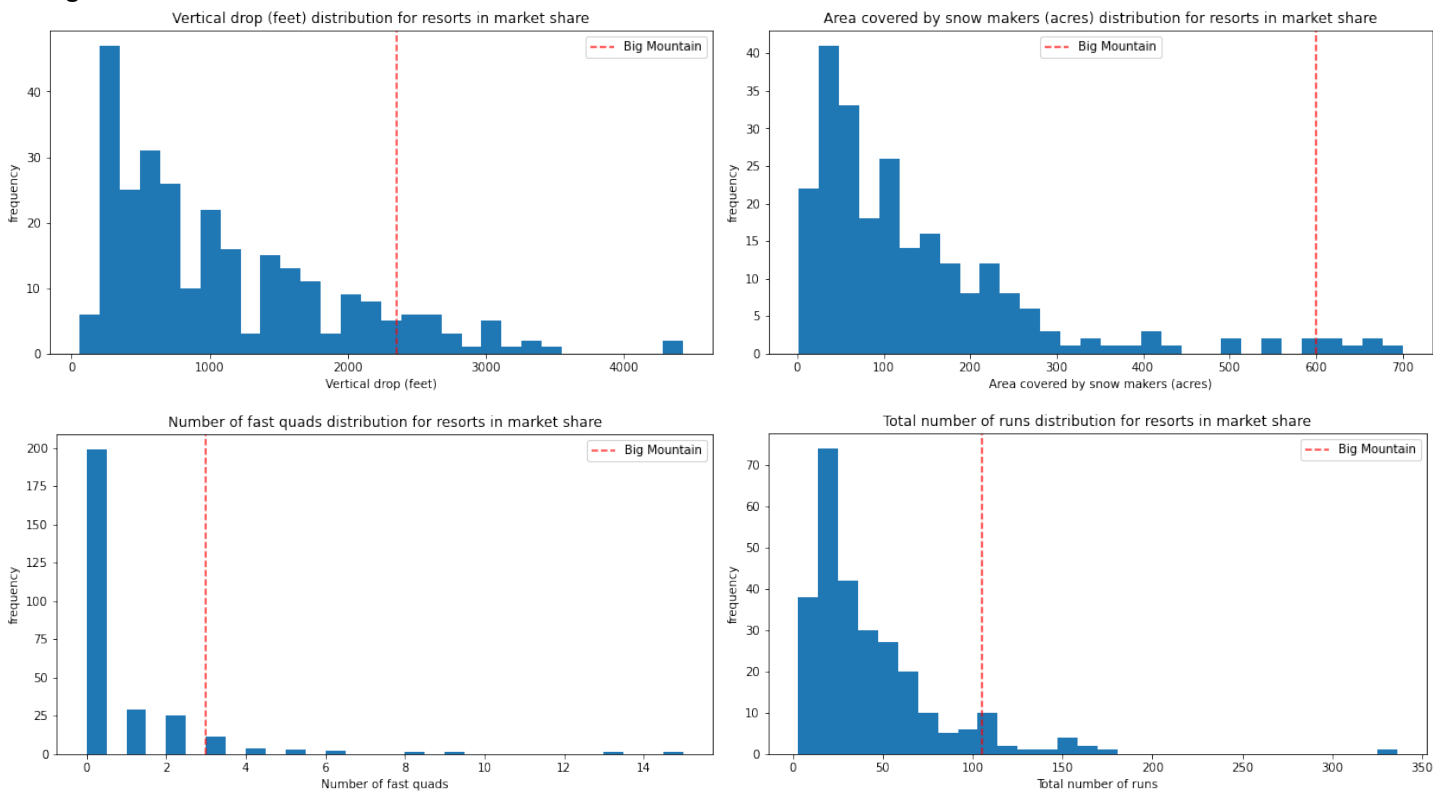 Vertical drop (feet) distribution for resorts in market share
Big Mountain
frequency
40
30
20
10
0
0 1000 2000 3000 4000
Vertical drop (feet)
Area covered by snow makers (acres) distribution for resorts in market share
Big Mountain
frequency
40
35
30
25
20
15
10
5
0
0 100 200 300 400 500 600 700
Area covered by snow makers (acres)
Number of fast quads distribution for resorts in market share
Big Mountain
frequency
200
175
150
125
100
75
50
25
0
0 2 4 6 8 10 12 14
Number of fast quads
Total number of runs distribution for resorts in market share
Big Mountain
frequency
70
60
50
40
30
20
10
0
0 50 100 150 200 250 300 350
Total number of runs